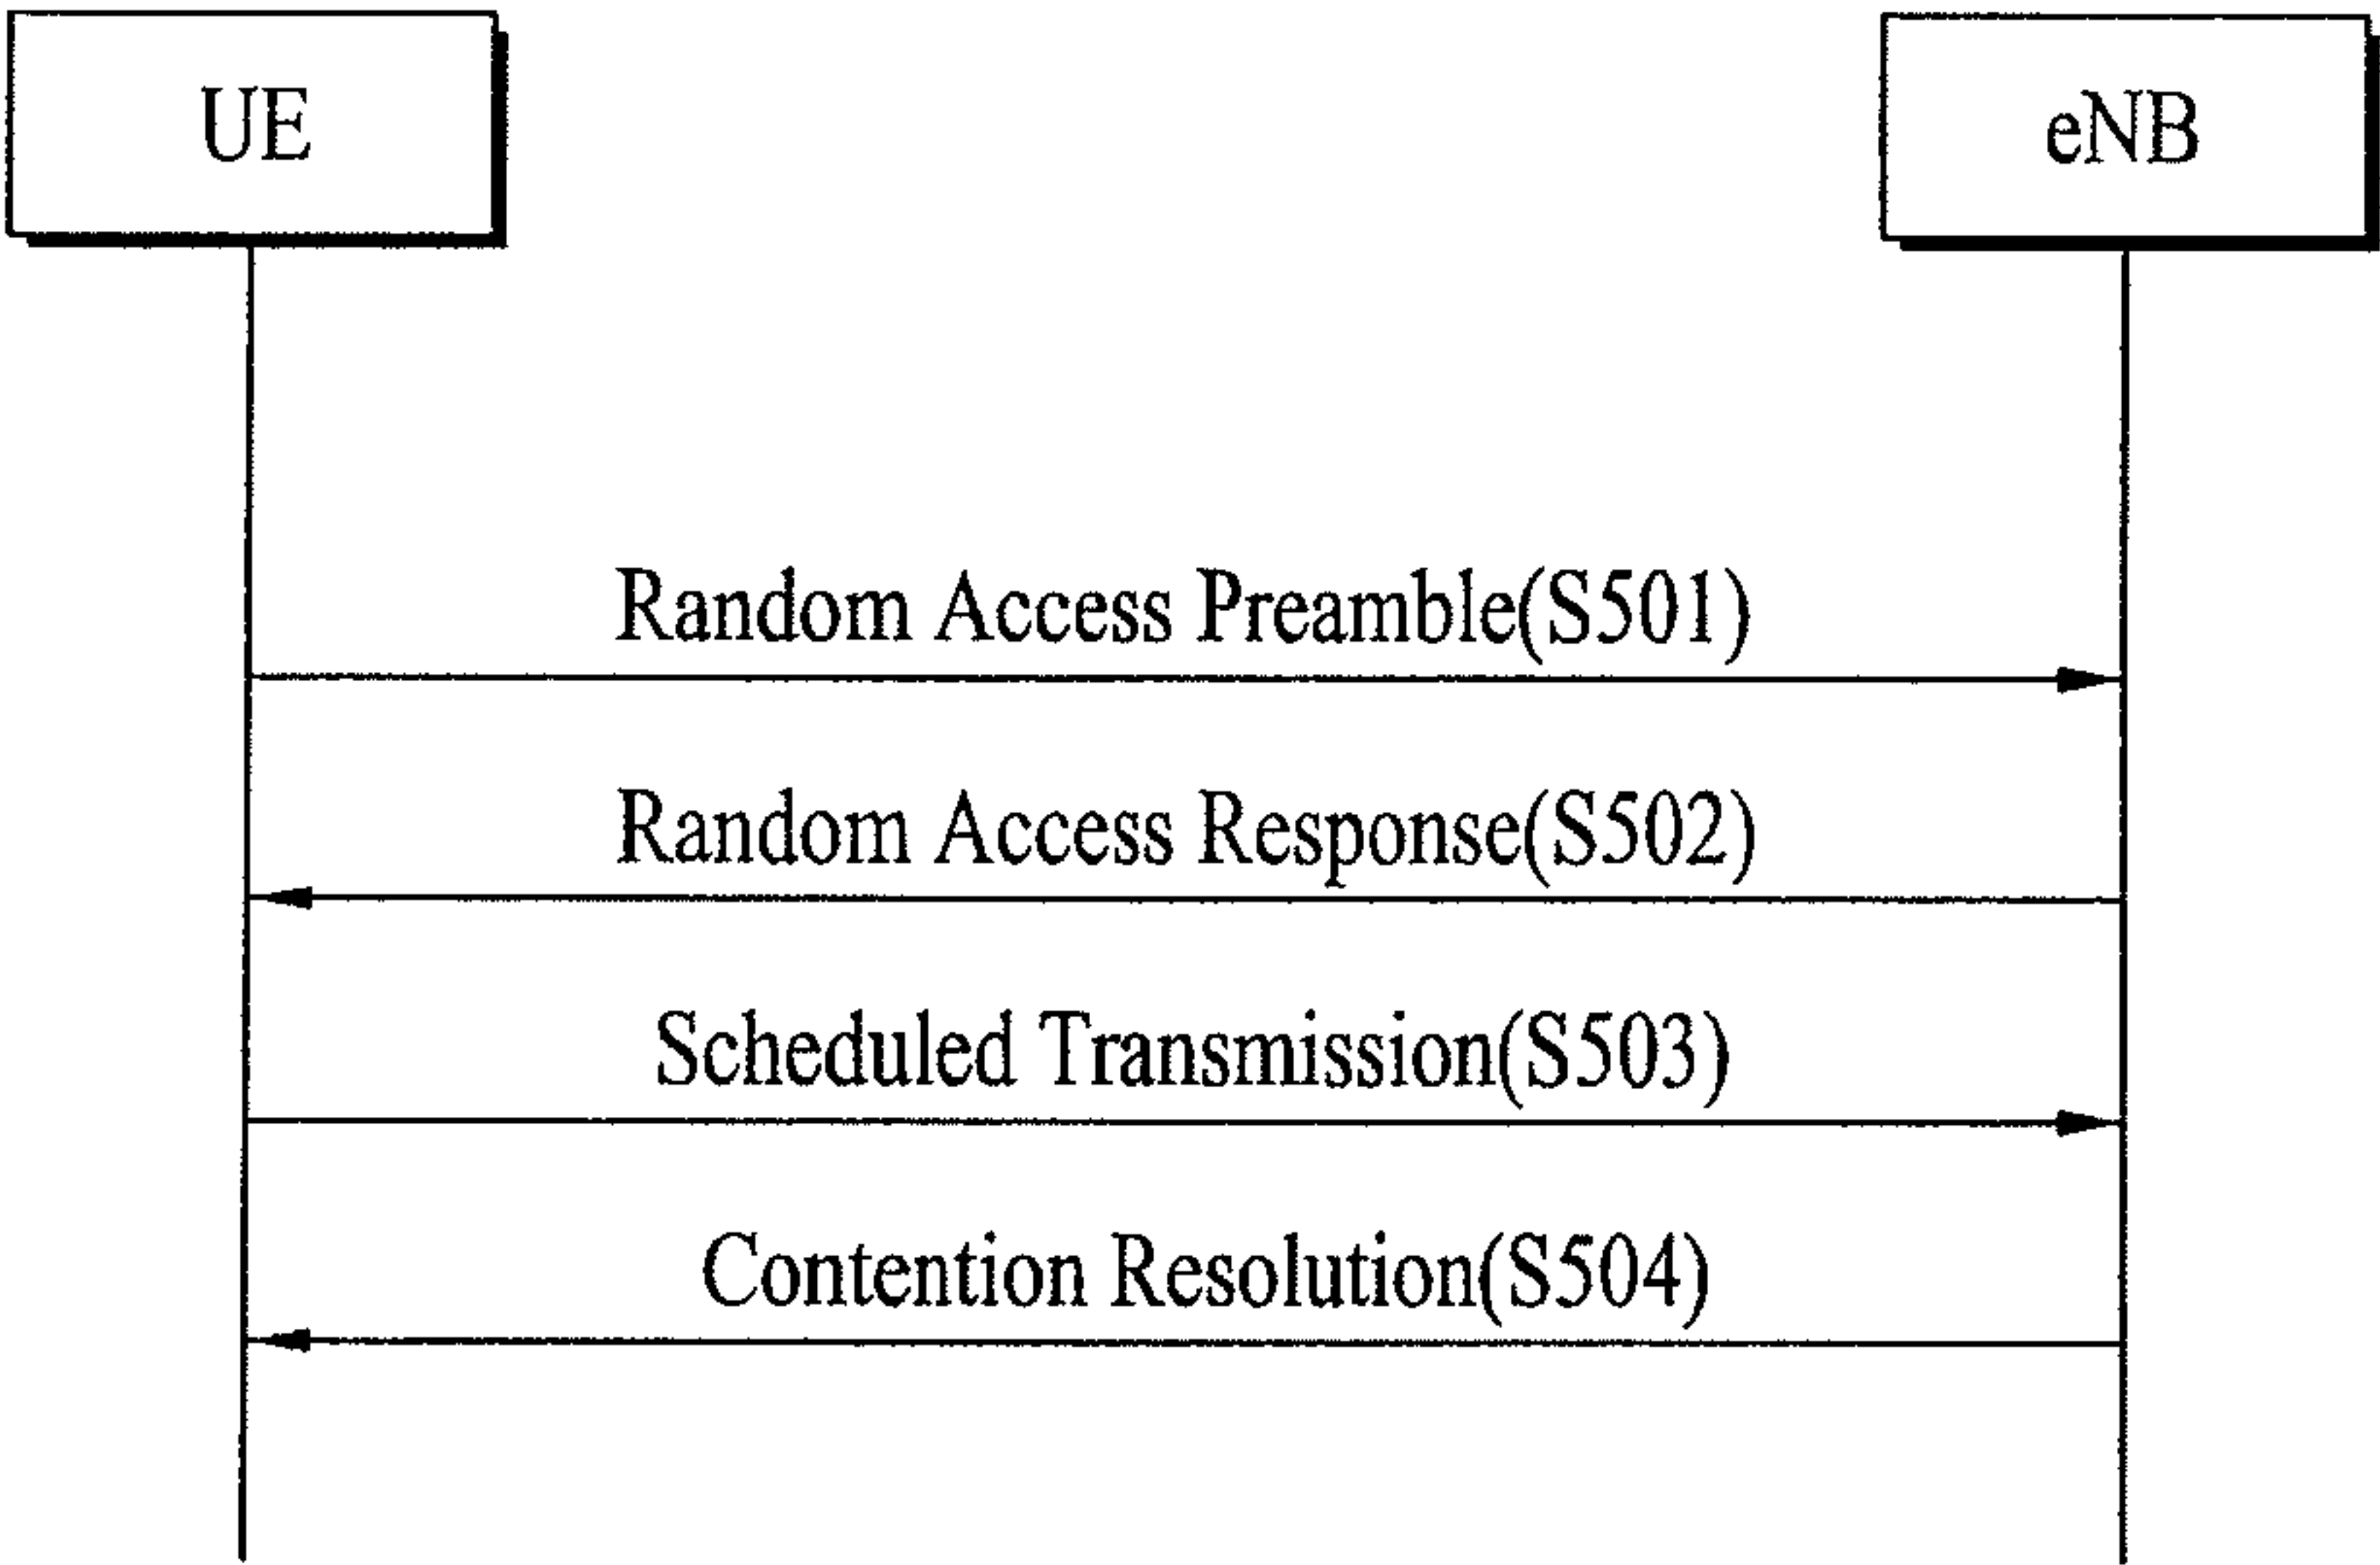 UE
eNB
Random Access Preamble(S501)
Random Access Response(S502)
Scheduled Transmission(S503)
Contention Resolution(S504)